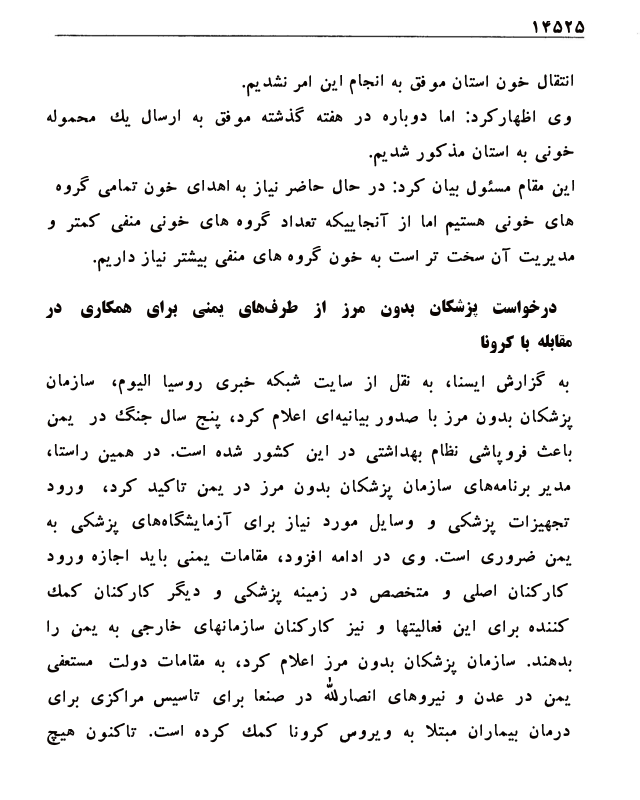 ۱۴۵۲۵
انتقال خون استان موفق به انجام این امر نشدیم.
وی اظهارکرد: اما دوباره در هفته گذشته موفق به ارسال یك محموله
خونی به استان مذکور شدیم.
این مقام مسئول بیان کرد: در حال حاضر نیاز به اهدای خون تمامی گروه
های خونی هستیم اما از آنجاییکه تعداد گروه های خونی منفی کمتر و
مدیریت آن سخت تر است به خون گروه های منفی بیشتر نیاز داریم.
درخواست پزشکان بدون مرز از طرف‌های یمنی برای همکاری در
مقابله با کرونا
به گزارش ایسنا، به نقل از سایت شبکه خبری روسیا الیوم، سازمان
پزشکان بدون مرز با صدور بیانیه‌ای اعلام کرد، پنج سال جنگ در یمن
باعث فروپاشی نظام بهداشتی در این کشور شده است. در همین راستا،
مدیر برنامه‌های سازمان پزشکان بدون مرز در یمن تاکید کرد، ورود
تجهیزات پزشکی و وسایل مورد نیاز برای آزمایشگاه‌های پزشکی به
یمن ضروری است. وی در ادامه افزود، مقامات یمنی باید اجازه ورود
کارکنان اصلی و متخصص در زمینه پزشکی و دیگر کارکنان کمك
کننده برای این فعالیتها و نیز کارکنان سازمانهای خارجی به یمن را
بدهند. سازمان پزشکان بدون مرز اعلام کرد، به مقامات دولت مستعفی
یمن در عدن و نیروهای انصارالله در صنعا برای تاسیس مراکزی برای
درمان بیماران مبتلا به ویروس کرونا کمك کرده است. تاکنون هیچ